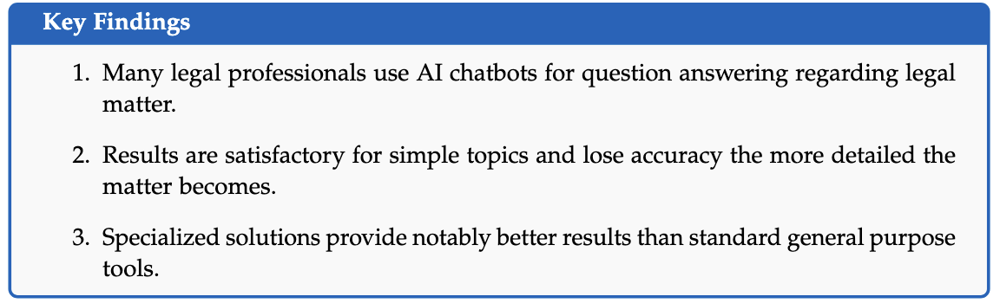 Key Findings
1. Many legal professionals use AI chatbots for question answering regarding legal
matter.
2. Results are satisfactory for simple topics and lose accuracy the more detailed the
matter becomes.
3. Specialized solutions provide notably better results than standard general purpose
tools.